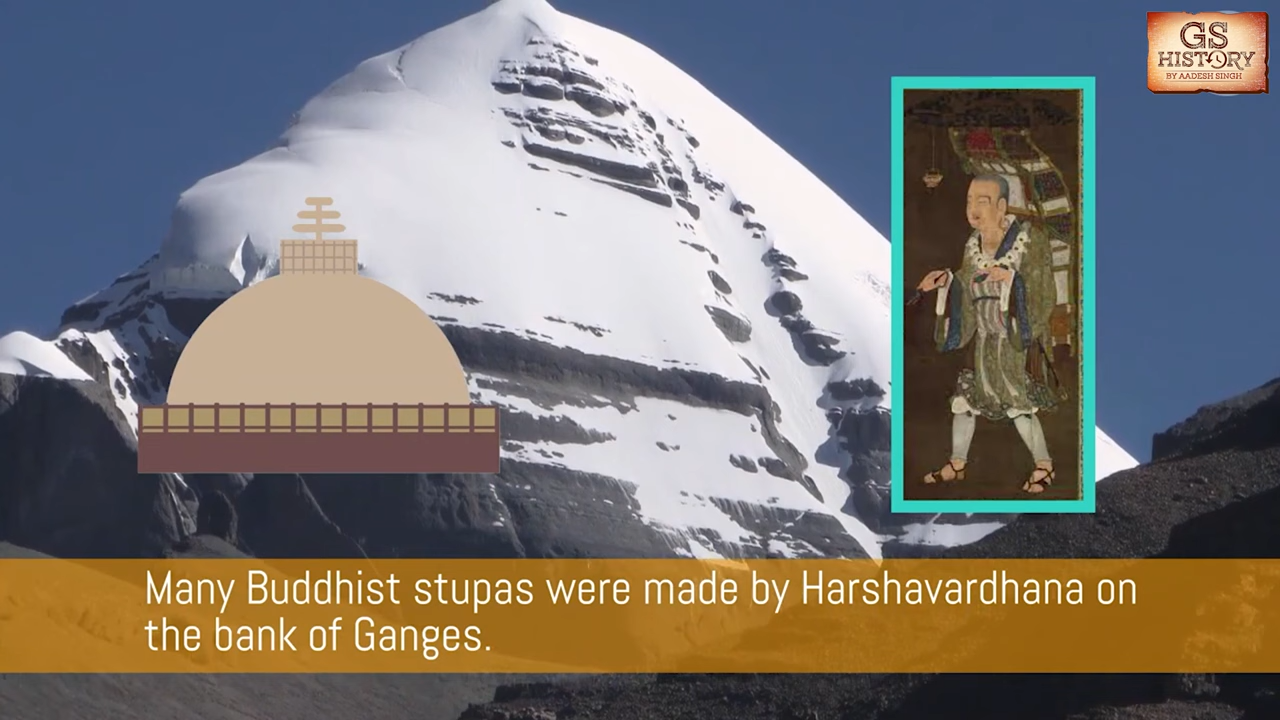 GS
HISTORY
BY AADESH SINGH
Many Buddhist stupas were made by Harshavardhana on
the bank of Ganges.